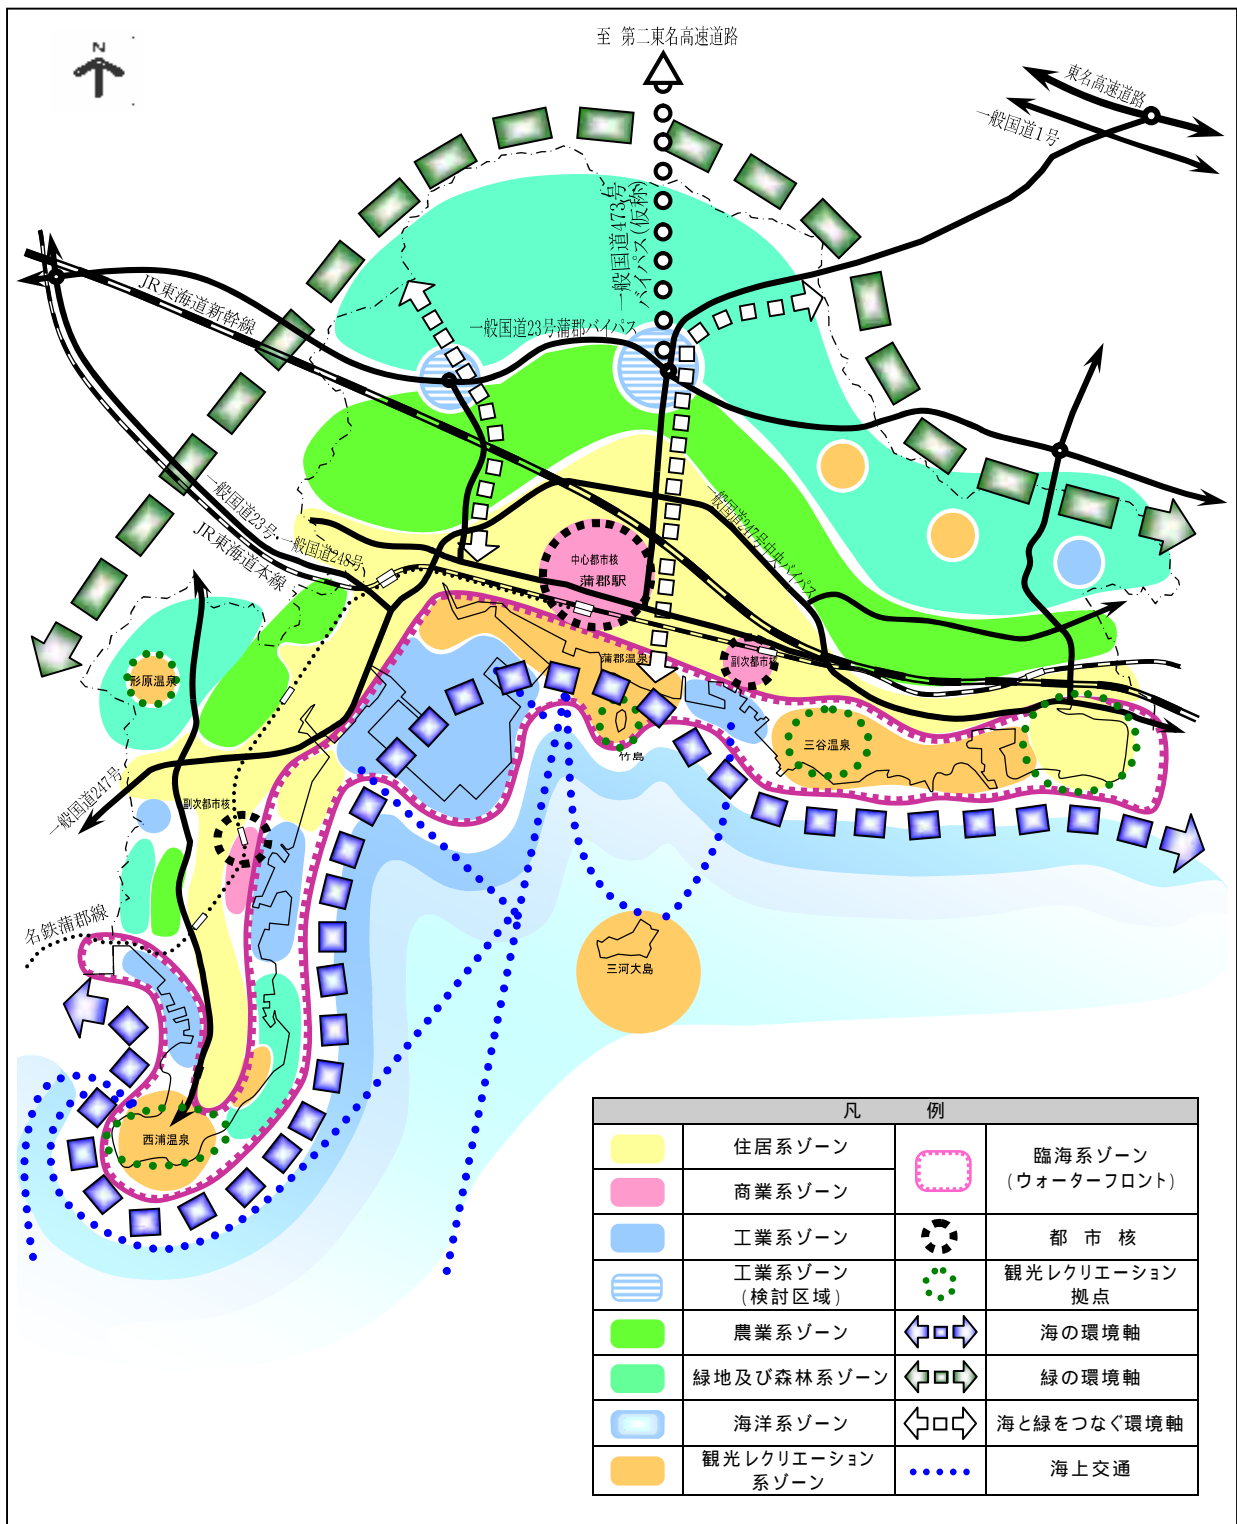 至 第二東名高速道路
N
東名高速道路
一般国道1号
一般国道473号
バイパス(仮称)
JR東海道新幹線
一般国道23号蒲郡バイパス
一般国道23号・一般国道248号
JR東海道本線
一般国道247号中央バイパス
中心都市核
蒲郡駅
蒲郡温泉
副次都市核
形原温泉
竹島
三谷温泉
一般国道247号
副次都市核
名鉄蒲郡線
三河大島
西浦温泉
凡 例
住居系ゾーン
商業系ゾーン
臨海系ゾーン
(ウォーターフロント)
工業系ゾーン
都 市 核
工業系ゾーン
(検討区域)
観光レクリエーション
拠点
農業系ゾーン
海の環境軸
緑地及び森林系ゾーン
緑の環境軸
海洋系ゾーン
海と緑をつなぐ環境軸
観光レクリエーション
系ゾーン
海上交通